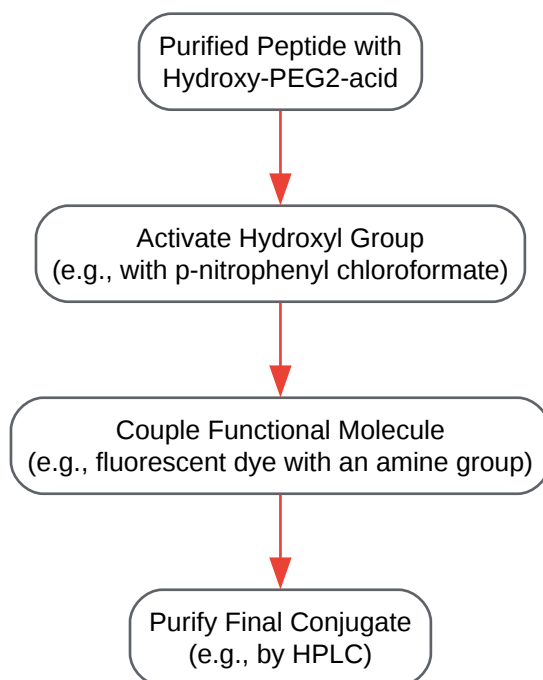 Purified Peptide with
Hydroxy-PEG2-acid
Activate Hydroxyl Group
(e.g., with p-nitrophenyl chloroformate)
Couple Functional Molecule
(e.g., fluorescent dye with an amine group)
Purify Final Conjugate
(e.g., by HPLC)